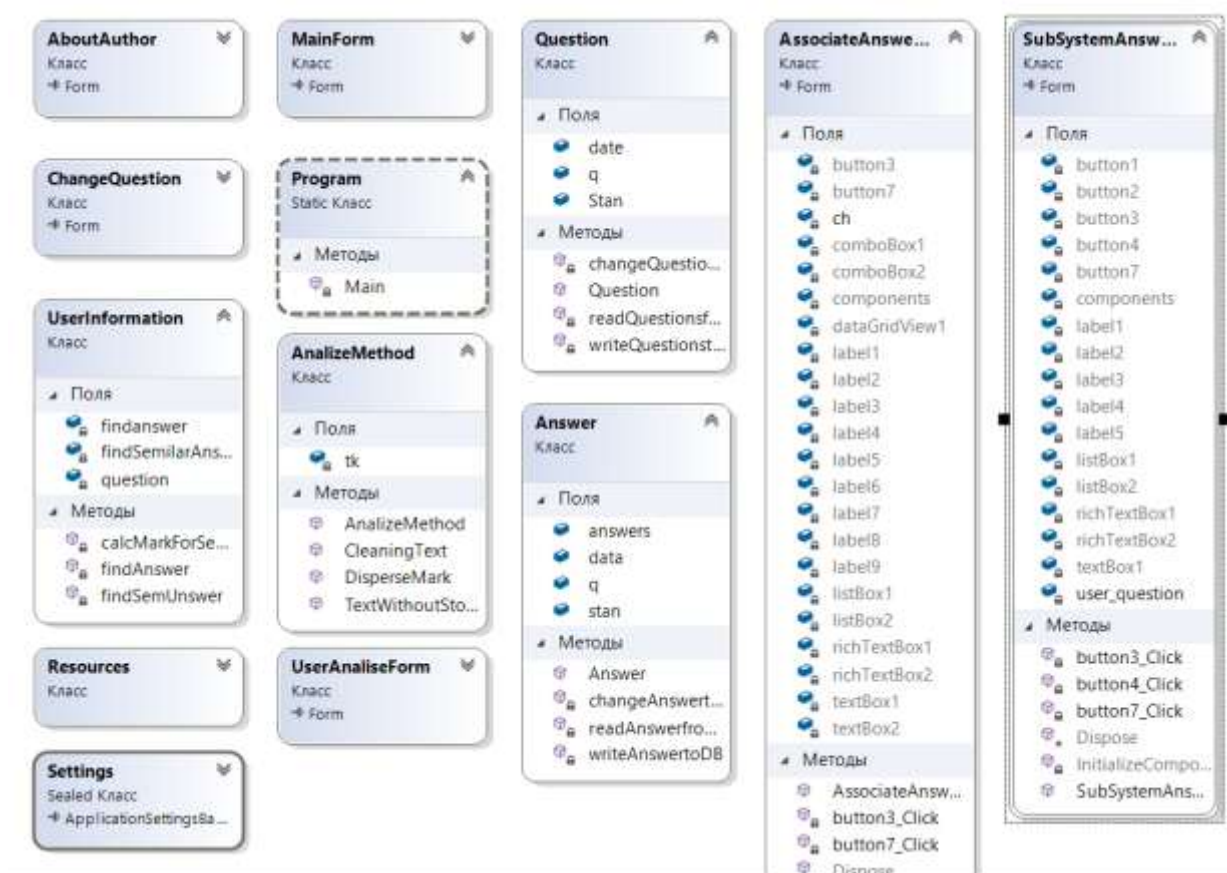 AboutAuthor
Класс
Form
ChangeQuestion
Класс
Form
UserInformation
Класс
Поля
findanswer
findSemilarAns...
question
Методы
calcMarkForSe...
findAnswer
findSemUnswer
Resources
Класс
Settings
Sealed Класс
ApplicationSettingsBa...
MainForm
Класс
Form
Program
Static Класс
Методы
Main
AnalizeMethod
Класс
Поля
tk
Методы
AnalizeMethod
CleaningText
DisperseMark
TextWithoutSto...
UserAnaliseForm
Класс
Form
Question
Класс
Поля
date
q
Stan
Методы
changeQuestio...
Question
readQuestionsf...
writeQuestionst...
Answer
Класс
Поля
answers
data
q
stan
Методы
Answer
changeAnswert...
readAnswerfro...
writeAnswertoDB
AssociateAnswe...
Класс
Form
Поля
button3
button7
ch
comboBox1
comboBox2
components
dataGridView1
label1
label2
label3
label4
label5
label6
label7
label8
label9
listBox1
listBox2
richTextBox1
richTextBox2
textBox1
textBox2
Методы
AssociateAnsw...
button3_Click
button7_Click
Dispose
SubSystemAnsw...
Класс
Form
Поля
button1
button2
button3
button4
button7
components
label1
label2
label3
label4
label5
listBox1
listBox2
richTextBox1
richTextBox2
textBox1
user_question
Методы
button3_Click
button4_Click
button7_Click
Dispose
InitializeCompo...
SubSystemAns...